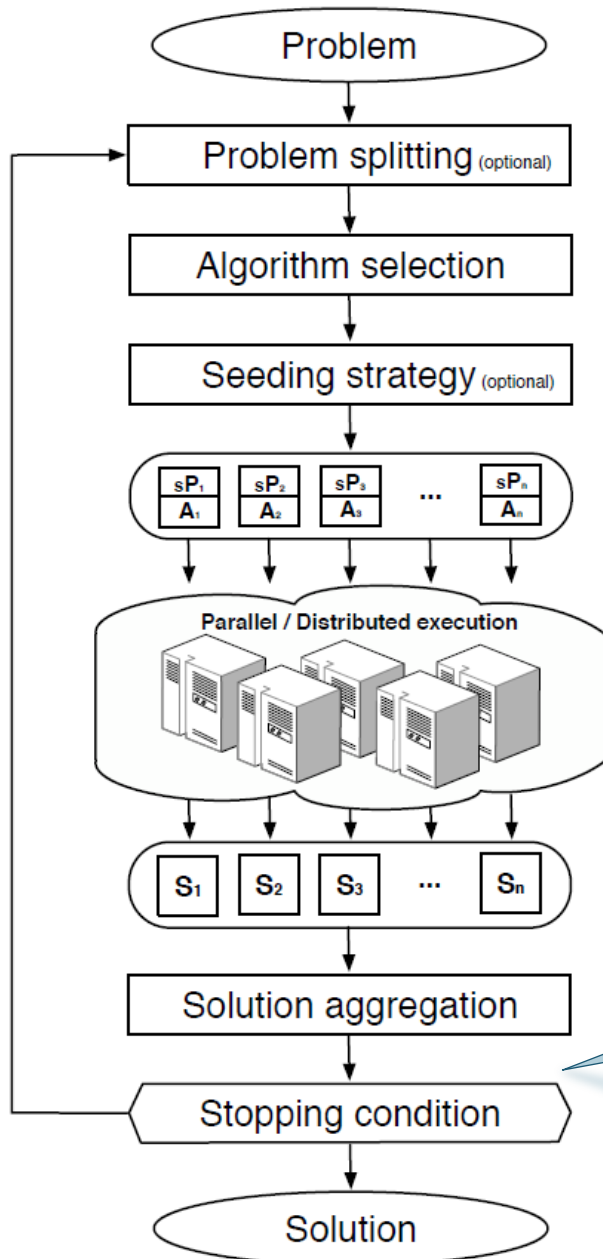 Problem
Problem splitting (optional)
Algorithm selection
Seeding strategy (optional)
sP₁ sP₂ sP₃ ... sPₙ
A₁ A₂ A₃ Aₙ
Parallel / Distributed execution
S₁ S₂ S₃ ... Sₙ
Solution aggregation
Stopping condition
Solution